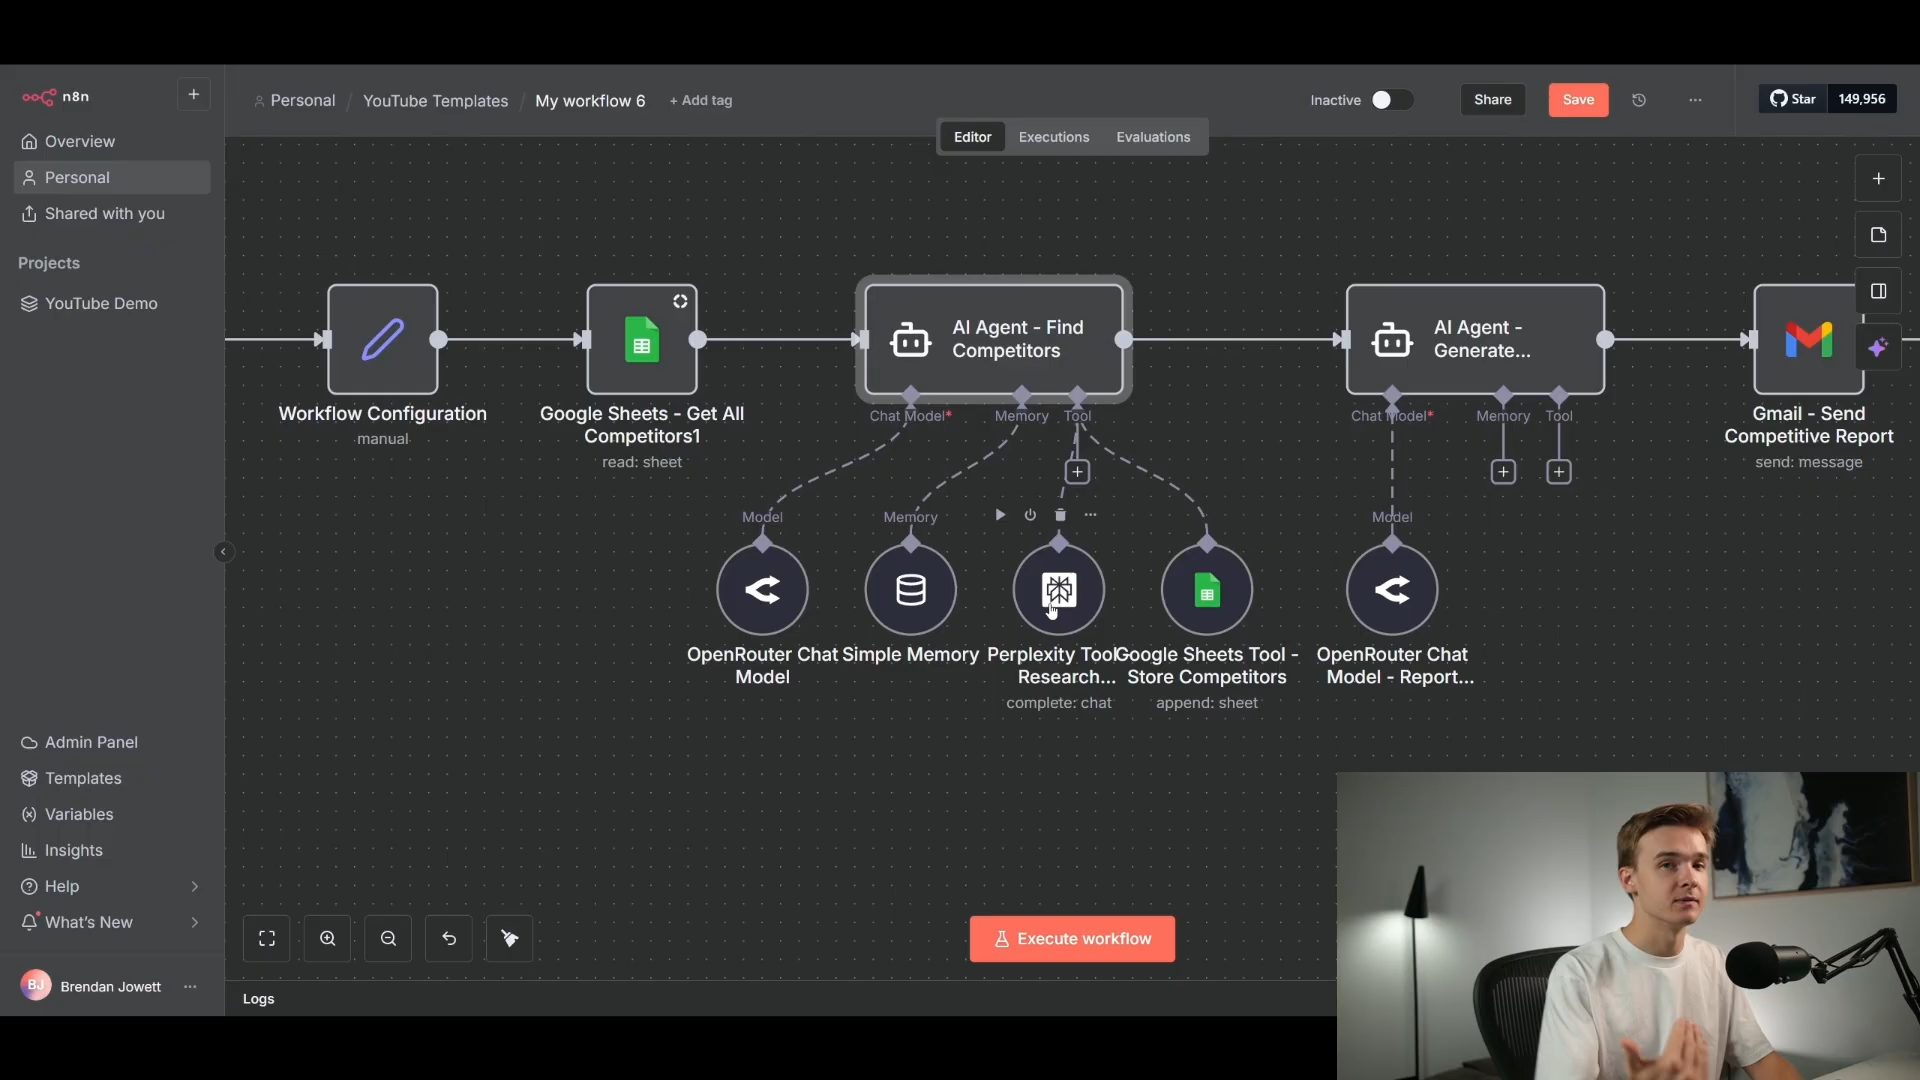 n8n
Personal / YouTube Templates / My workflow 6 + Add tag
Inactive
Share
Save
Star 149,956
Editor Executions Evaluations
Overview
Personal
Shared with you
Projects
YouTube Demo
Admin Panel
Templates
Variables
Insights
Help
What's New
BJ Brendan Jowett
Workflow Configuration
manual
Google Sheets - Get All
Competitors1
read: sheet
AI Agent - Find
Competitors
Chat Model*
Memory
Tool
AI Agent -
Generate...
Chat Model*
Memory
Tool
Gmail - Send
Competitive Report
send: message
Model
OpenRouter Chat
Model
Memory
Simple Memory
Perplexity Tool -
Research...
complete: chat
Google Sheets Tool -
Store Competitors
append: sheet
Model
OpenRouter Chat
Model - Report...
Execute workflow
Logs